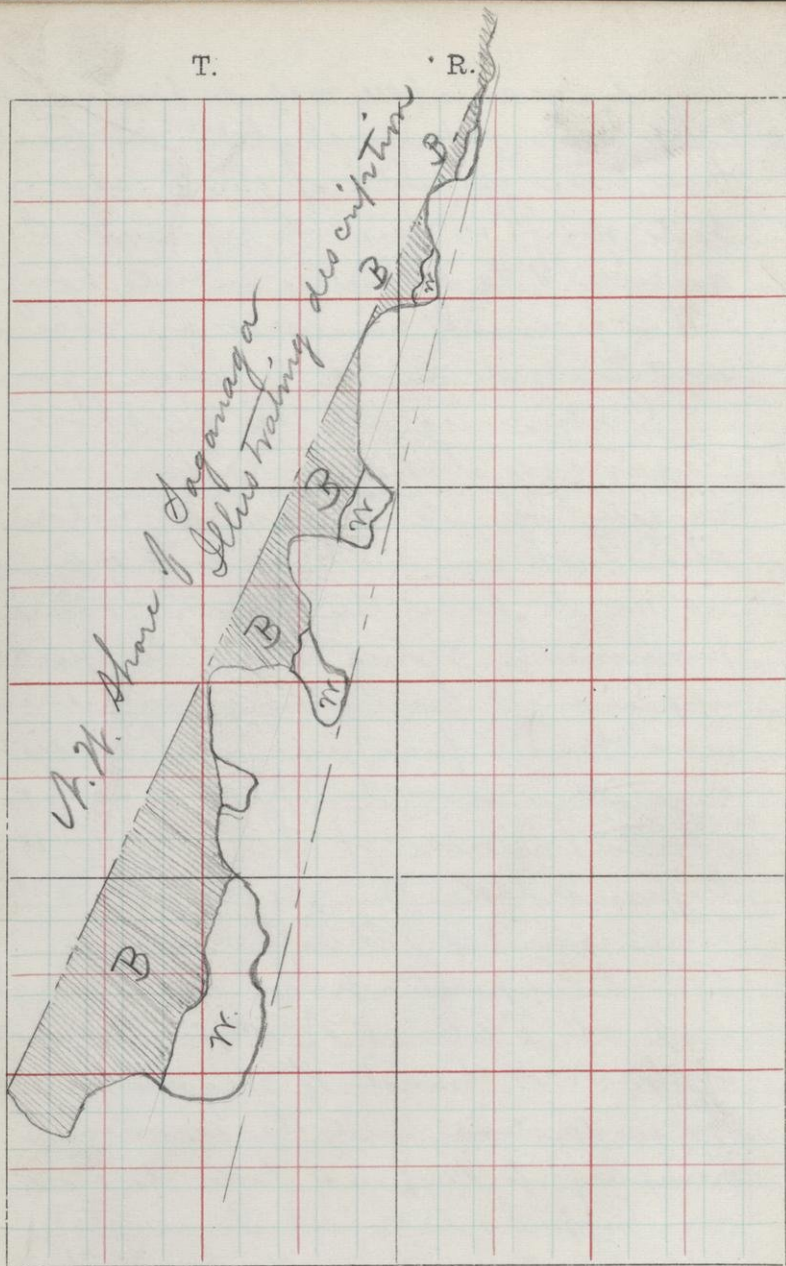 T. R.
N. W. Shore of Saganaga
Illustrating description
B
B
W
B
W
B
W
B
W.